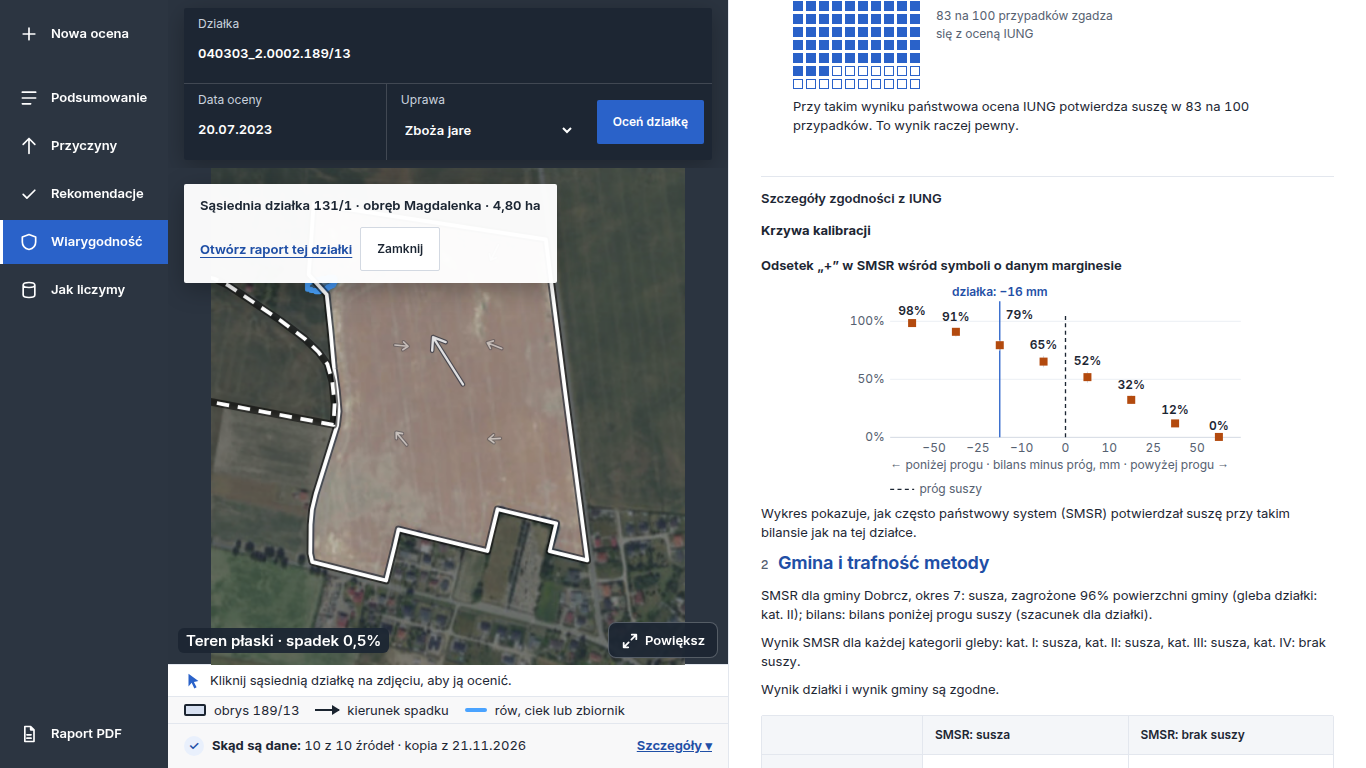 Nowa ocena
Podsumowanie
Przyczyny
Rekomendacje
Wiarygodność
Jak liczymy
Raport PDF
Działka
040303_2.0002.189/13
Data oceny
20.07.2023
Uprawa
Zboża jare
Oceń działkę
Sąsiednia działka 131/1 · obręb Magdalenka · 4,80 ha
Otwórz raport tej działki
Zamknij
Teren płaski · spadek 0,5%
Powiększ
Kliknij sąsiednią działkę na zdjęciu, aby ją ocenić.
obrys 189/13
kierunek spadku
rów, ciek lub zbiornik
Skąd są dane: 10 z 10 źródeł · kopia z 21.11.2026
Szczegóły ▾
83 na 100 przypadków zgadza
się z oceną IUNG
Przy takim wyniku państwowa ocena IUNG potwierdza suszę w 83 na 100
przypadków. To wynik raczej pewny.
Szczegóły zgodności z IUNG
Krzywa kalibracji
Odsetek „+” w SMSR wśród symboli o danym marginesie
działka: −16 mm
98%
91%
79%
65%
52%
32%
12%
0%
100%
50%
0%
−50
−25
−10
0
10
25
50
← poniżej progu · bilans minus próg, mm · powyżej progu →
próg suszy
Wykres pokazuje, jak często państwowy system (SMSR) potwierdzał suszę przy takim
bilansie jak na tej działce.
2 Gmina i trafność metody
SMSR dla gminy Dobrcz, okres 7: susza, zagrożone 96% powierzchni gminy (gleba działki:
kat. II); bilans: bilans poniżej progu suszy (szacunek dla działki).
Wynik SMSR dla każdej kategorii gleby: kat. I: susza, kat. II: susza, kat. III: susza, kat. IV: brak
suszy.
Wynik działki i wynik gminy są zgodne.
SMSR: susza
SMSR: brak suszy